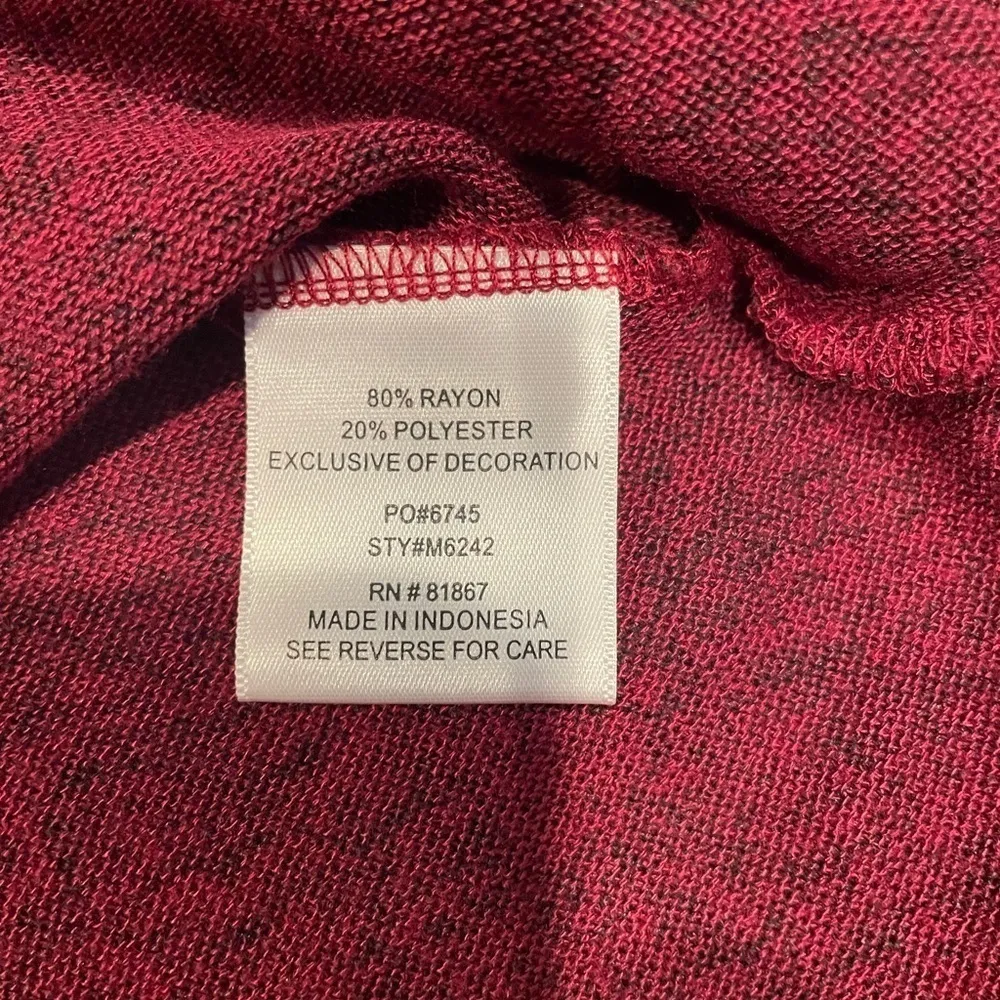 80% RAYON
20% POLYESTER
EXCLUSIVE OF DECORATION
PO#6745
STY#M6242
RN # 81867
MADE IN INDONESIA
SEE REVERSE FOR CARE